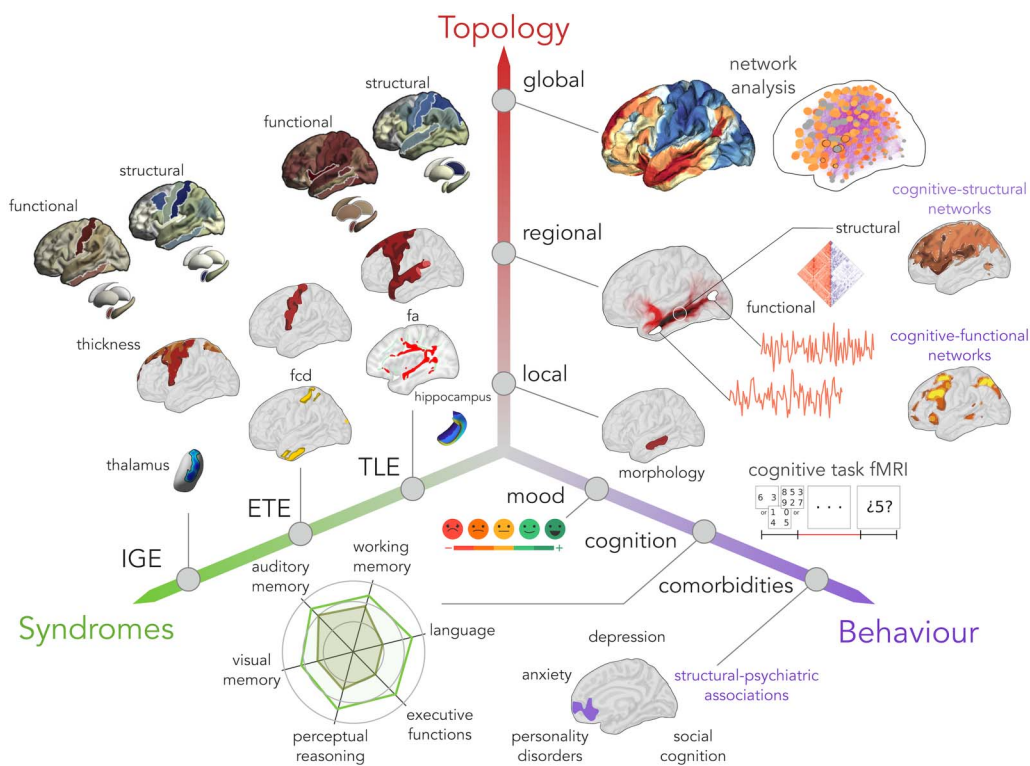 Topology
global
network
analysis
structural
functional
structural
functional
cognitive-structural
networks
regional
structural
functional
thickness
fa
cognitive-functional
networks
fcd
local
hippocampus
thalamus
TLE
morphology
cognitive task fMRI
6 3
or
1 0
4 5
8 5 3
9 2 7
or
. . .
¿5?
mood
- +
ETE
cognition
IGE
comorbidities
auditory
memory
working
memory
Syndromes
Behaviour
language
visual
memory
executive
functions
perceptual
reasoning
depression
anxiety
structural-psychiatric
associations
personality
disorders
social
cognition